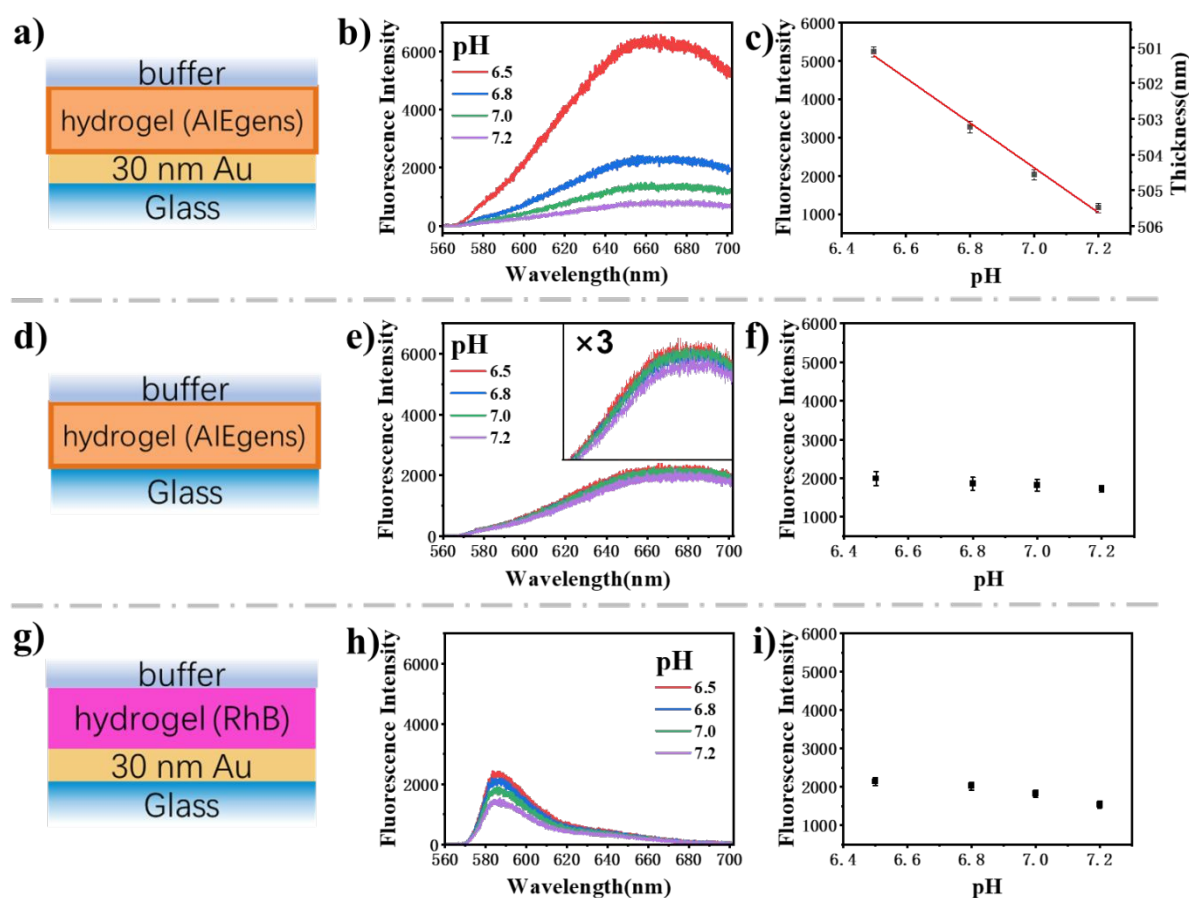 a)
buffer
hydrogel (AIEgens)
30 nm Au
Glass
b)
Fluorescence Intensity
6000
4000
2000
0
pH
6.5
6.8
7.0
7.2
560 580 600 620 640 660 680 700
Wavelength(nm)
c)
Fluorescence Intensity
6000
5000
4000
3000
2000
1000
6.4 6.6 6.8 7.0 7.2
pH
501
502
503
504
505
506
Thickness(nm)
d)
buffer
hydrogel (AIEgens)
Glass
e)
Fluorescence Intensity
6000
4000
2000
0
pH
6.5
6.8
7.0
7.2
×3
560 580 600 620 640 660 680 700
Wavelength(nm)
f)
Fluorescence Intensity
6000
5000
4000
3000
2000
1000
6.4 6.6 6.8 7.0 7.2
pH
g)
buffer
hydrogel (RhB)
30 nm Au
Glass
h)
Fluorescence Intensity
6000
4000
2000
0
pH
6.5
6.8
7.0
7.2
560 580 600 620 640 660 680 700
Wavelength(nm)
i)
Fluorescence Intensity
6000
5000
4000
3000
2000
1000
6.4 6.6 6.8 7.0 7.2
pH